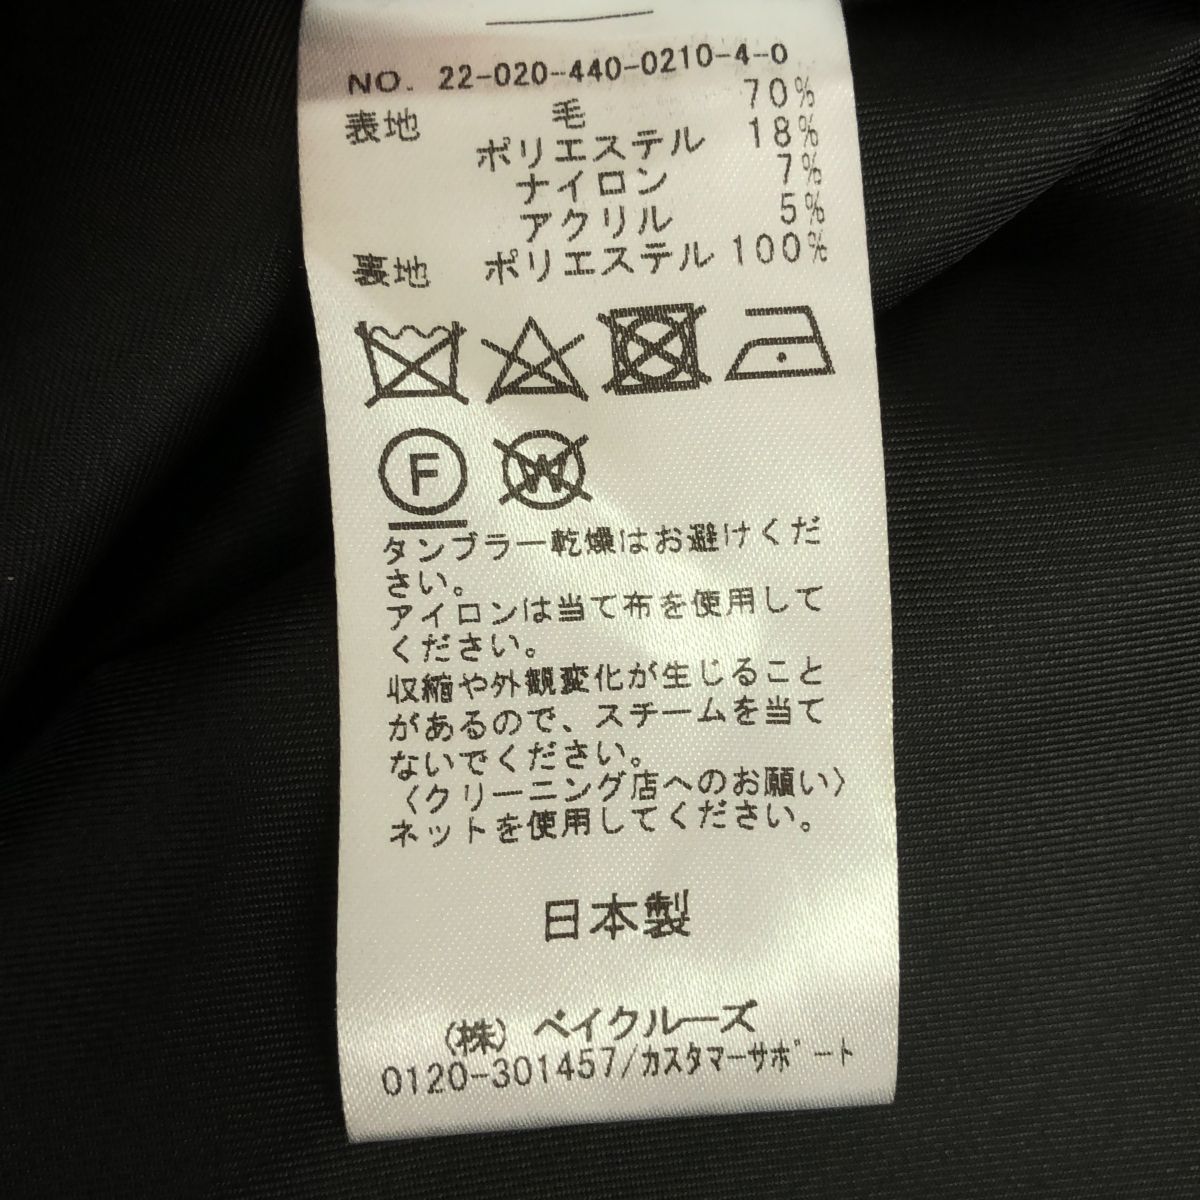 NO. 22-020-440-0210-4-0
表地 毛 70%
ポリエステル 18%
ナイロン 7%
アクリル 5%
裏地 ポリエステル 100%
F W
タンブラー乾燥はお避けくだ
さい。
アイロンは当て布を使用して
ください。
収縮や外観変化が生じること
があるので、スチームを当て
ないでください。
〈クリーニング店へのお願い〉
ネットを使用してください。
日本製
(株) ベイクルーズ
0120-301457/カスタマーサポート